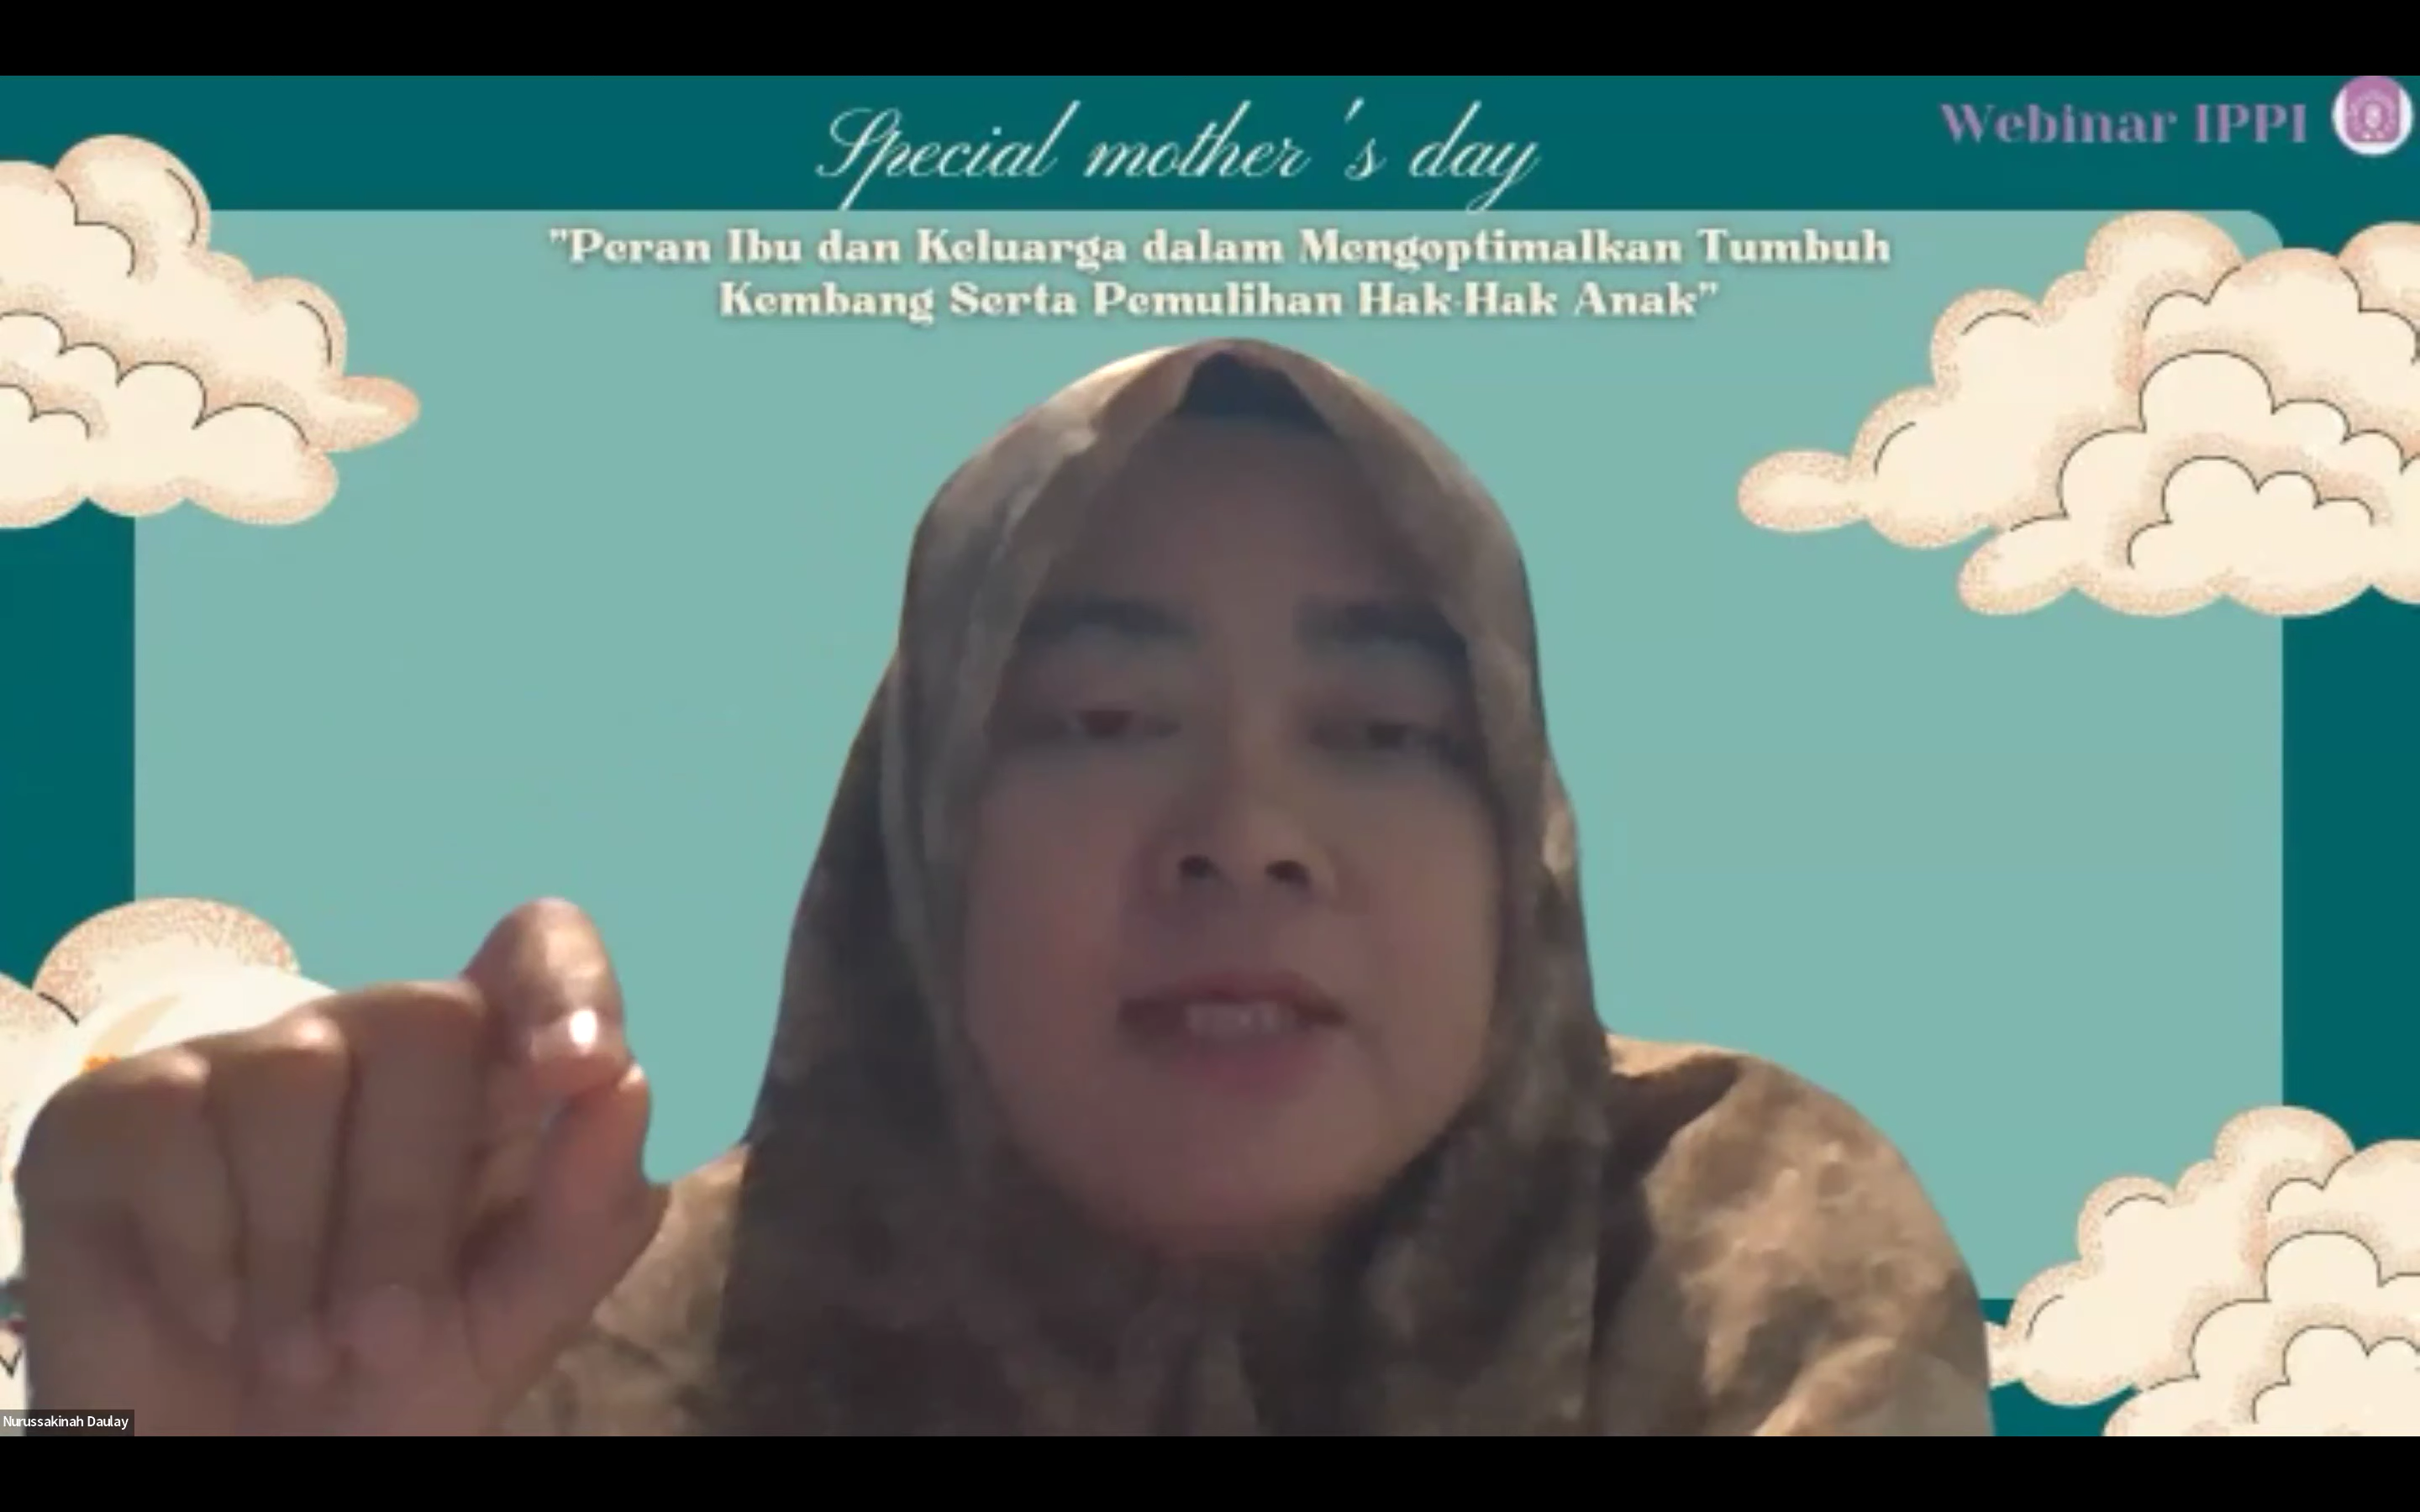 Special mother's day
Webinar IPPI
"Peran Ibu dan Keluarga dalam Mengoptimalkan Tumbuh
Kembang Serta Pemulihan Hak-Hak Anak"
Nurussakinah Daulay